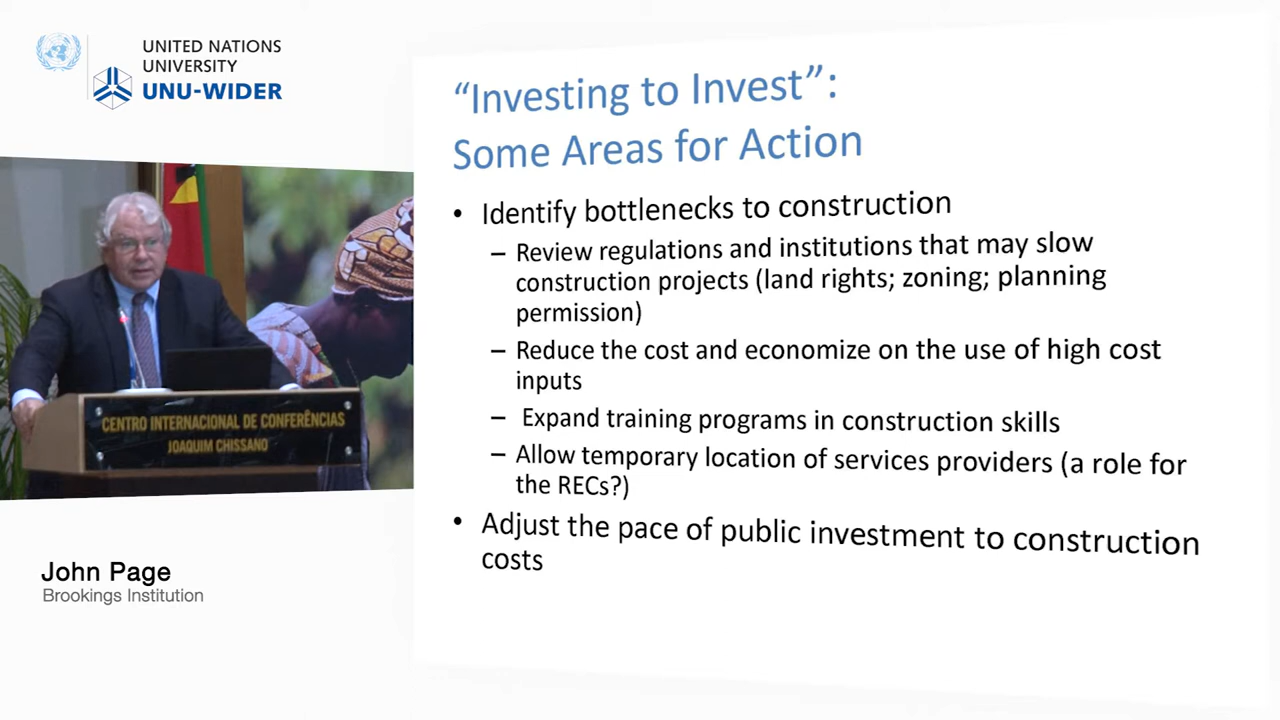 UNITED NATIONS
UNIVERSITY
UNU-WIDER
CENTRO INTERNACIONAL DE CONFERÊNCIAS
JOAQUIM CHISSANO
John Page
Brookings Institution
“Investing to Invest”:
Some Areas for Action
• Identify bottlenecks to construction
– Review regulations and institutions that may slow
construction projects (land rights; zoning; planning
permission)
– Reduce the cost and economize on the use of high cost
inputs
– Expand training programs in construction skills
– Allow temporary location of services providers (a role for
the RECs?)
• Adjust the pace of public investment to construction
costs